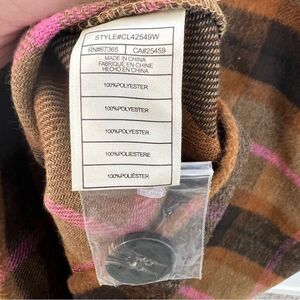 STYLE#CL42549W
RN#67365 CA#25459
MADE IN CHINA
FABRIQUÉ EN CHINE
HECHO EN CHINA
100%POLYESTER
100%POLYESTER
100%POLYESTER
100%POLIESTERE
100%POLIÉSTER